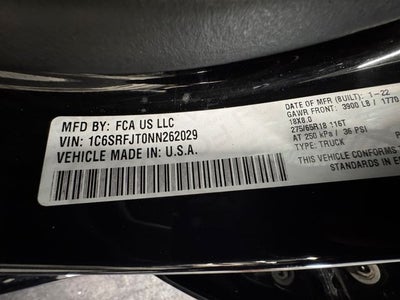 MFD BY: FCA US LLC
VIN: 1C6SRFJT0NN262029
VEHICLE MADE IN U.S.A.
DATE OF MFR (BUILT): 1-22
GAWR FRONT: 3900 LB / 1770
18X8.0
275/65R18 116T
AT 250 kPa / 36 PSI
TYPE: TRUCK
THIS VEHICLE
STANDARDS IN